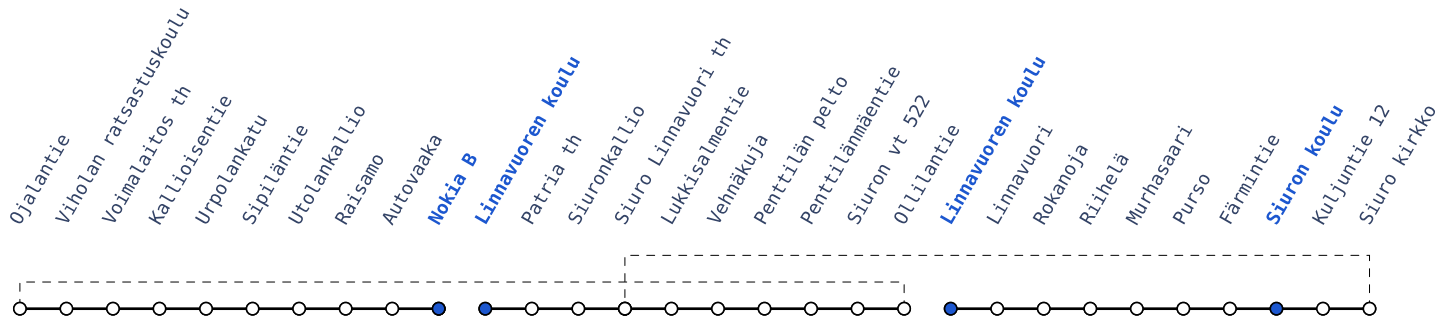 Ojalantie
Viholan ratsastuskoulu
Voimalaitos th
Kallioisentie
Urpolankatu
Sipiläntie
Utolankallio
Raisamo
Autovaaka
Nokia B
Linnavuoren koulu
Patria th
Siuronkallio
Siuro Linnavuori th
Lukkisalmentie
Vehnäkuja
Penttilän pelto
Penttilänmäentie
Siuron vt 522
Ollilantie
Linnavuoren koulu
Linnavuori
Rokanoja
Riihelä
Murhasaari
Purso
Färmintie
Siuron koulu
Kuljuntie 12
Siuro kirkko